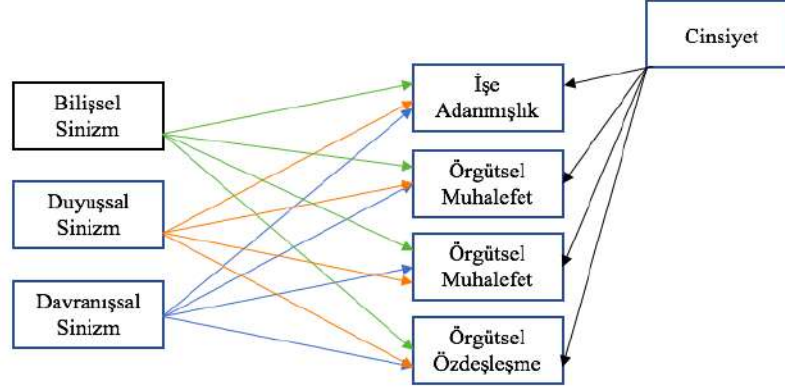 Cinsiyet
Bilişsel
Sinizm
Duyuşsal
Sinizm
Davranışsal
Sinizm
İşe
Adanmışlık
Örgütsel
Muhalefet
Örgütsel
Muhalefet
Örgütsel
Özdeşleşme